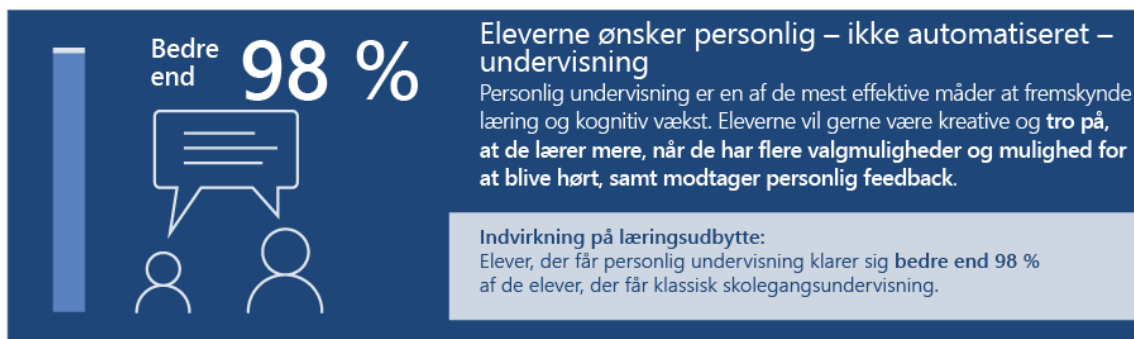 Bedre
end
98 %
Eleverne ønsker personlig – ikke automatiseret –
undervisning
Personlig undervisning er en af de mest effektive måder at fremskynde
læring og kognitiv vækst. Eleverne vil gerne være kreative og tro på,
at de lærer mere, når de har flere valgmuligheder og mulighed for
at blive hørt, samt modtager personlig feedback.
Indvirkning på læringsudbytte:
Elever, der får personlig undervisning klarer sig bedre end 98 %
af de elever, der får klassisk skolegangsundervisning.